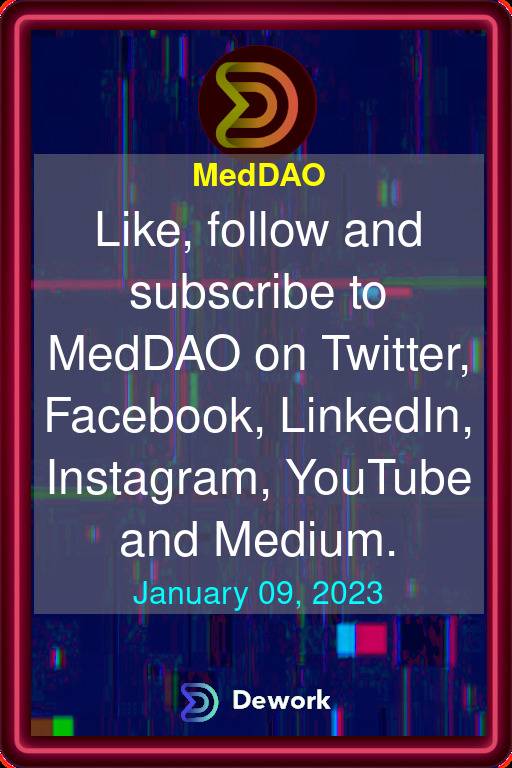 MedDAO
Like, follow and
subscribe to
MedDAO on Twitter,
Facebook, LinkedIn,
Instagram, YouTube
and Medium.
January 09, 2023
Dework